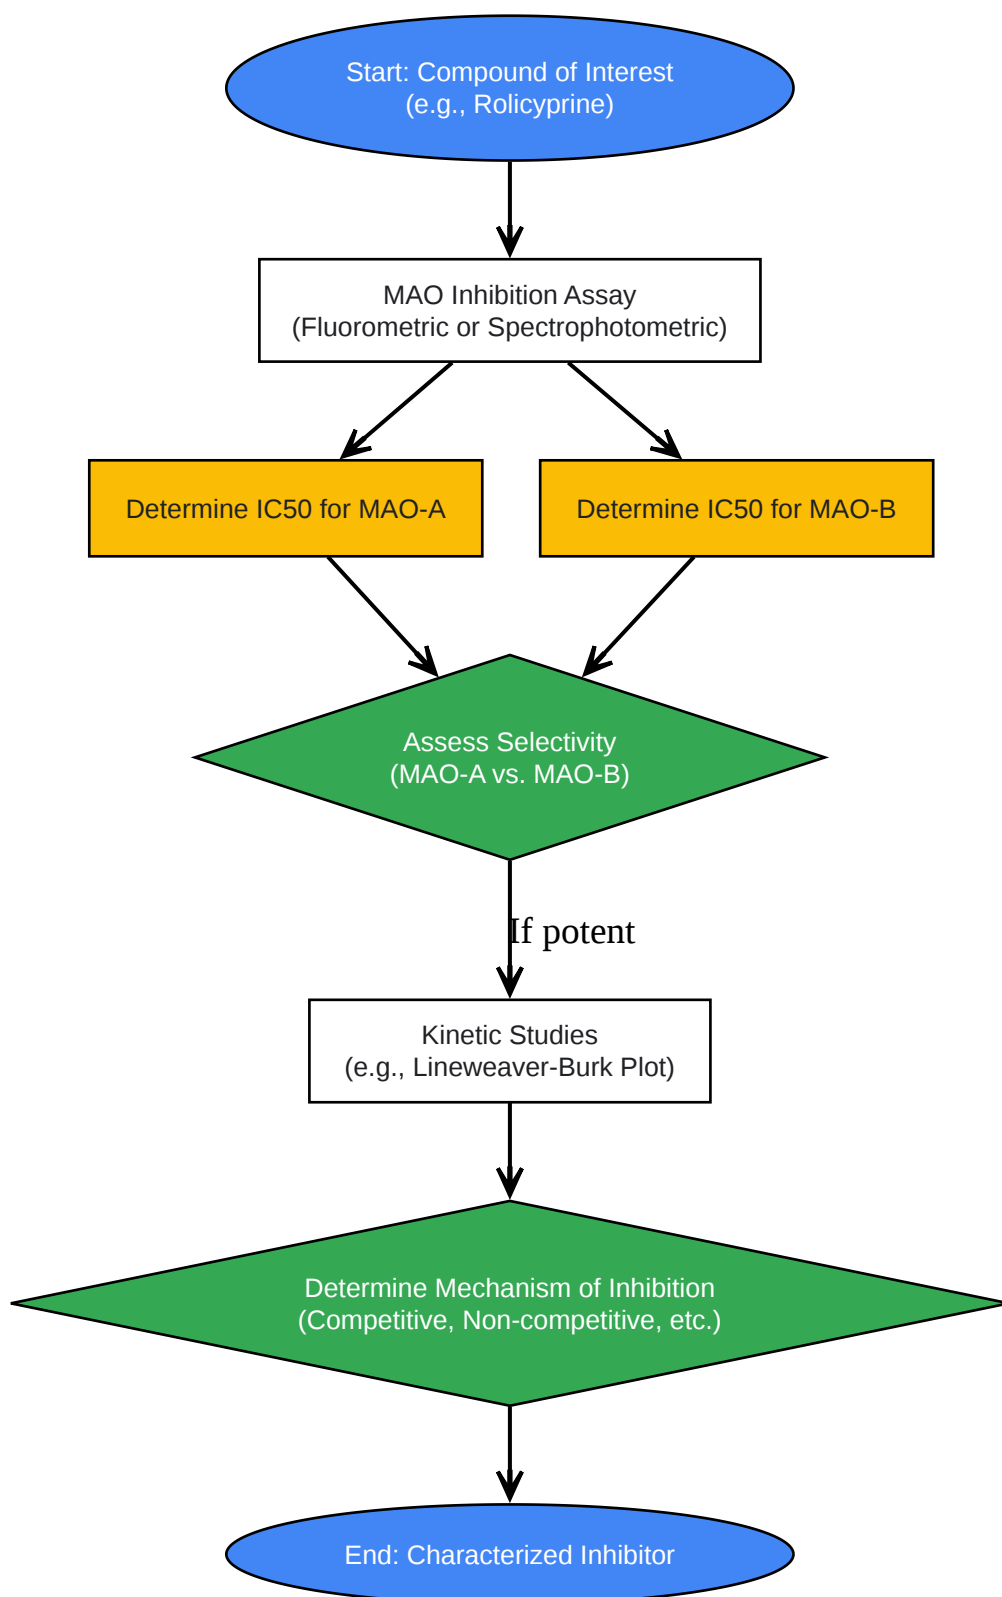 Start: Compound of Interest
(e.g., Rolicyprine)
MAO Inhibition Assay
(Fluorometric or Spectrophotometric)
Determine IC50 for MAO-A
Determine IC50 for MAO-B
Assess Selectivity
(MAO-A vs. MAO-B)
If potent
Kinetic Studies
(e.g., Lineweaver-Burk Plot)
Determine Mechanism of Inhibition
(Competitive, Non-competitive, etc.)
End: Characterized Inhibitor